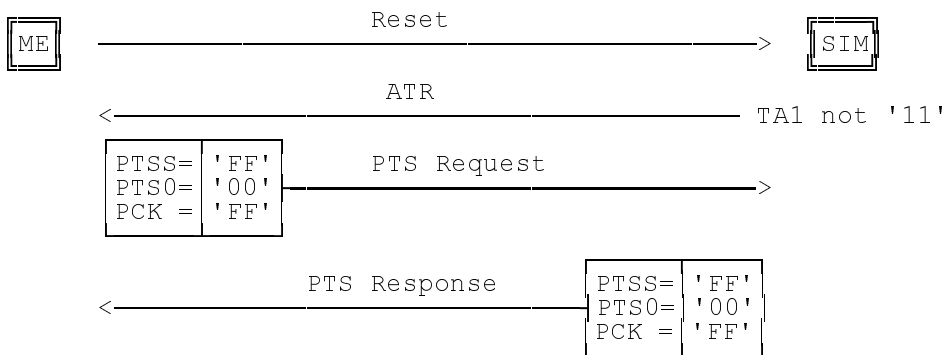 Reset
ME > SIM
ATR
< TA1 not '11'
PTSS= 'FF' PTS Request
PTS0= '00' >
PCK = 'FF'
PTS Response PTSS= 'FF'
< PTS0= '00'
PCK = 'FF'